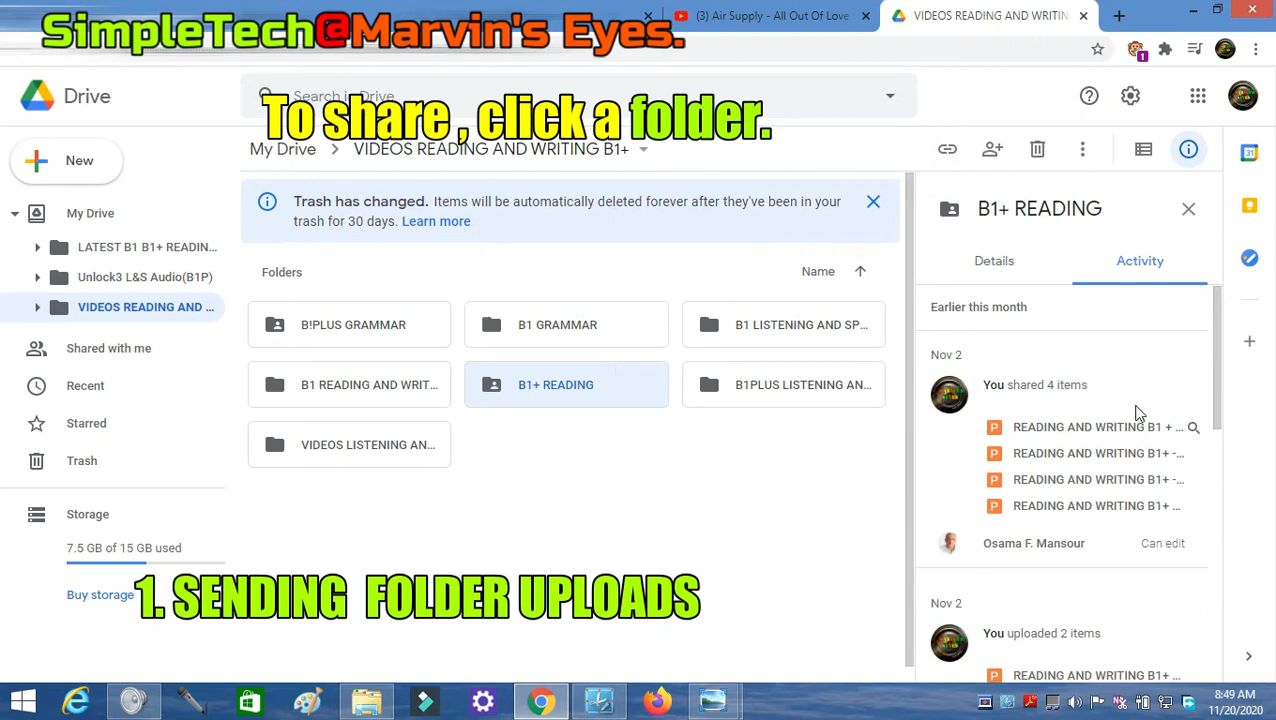 SimpleTech@Marvin's Eyes.
(3) Air Supply - All Out Of Love
VIDEOS READING AND WRITIN
1
Drive
Search in Drive
To share , click a folder.
New
My Drive
VIDEOS READING AND WRITING B1+
31
My Drive
LATEST B1 B1+ READIN...
Unlock3 L&S Audio(B1P)
VIDEOS READING AND ...
Shared with me
Recent
Starred
Trash
Storage
7.5 GB of 15 GB used
Buy storage
Trash has changed. Items will be automatically deleted forever after they've been in your
trash for 30 days. Learn more
Folders
Name
B!PLUS GRAMMAR
B1 GRAMMAR
B1 LISTENING AND SP...
B1 READING AND WRIT...
B1+ READING
B1PLUS LISTENING AN...
VIDEOS LISTENING AN...
1. SENDING FOLDER UPLOADS
B1+ READING
Details
Activity
Earlier this month
Nov 2
You shared 4 items
P READING AND WRITING B1 + ...
P READING AND WRITING B1+ -...
P READING AND WRITING B1+ -...
P READING AND WRITING B1+ ...
Osama F. Mansour
Can edit
Nov 2
You uploaded 2 items
P READING AND WRITING B1+
8:49 AM
11/20/2020